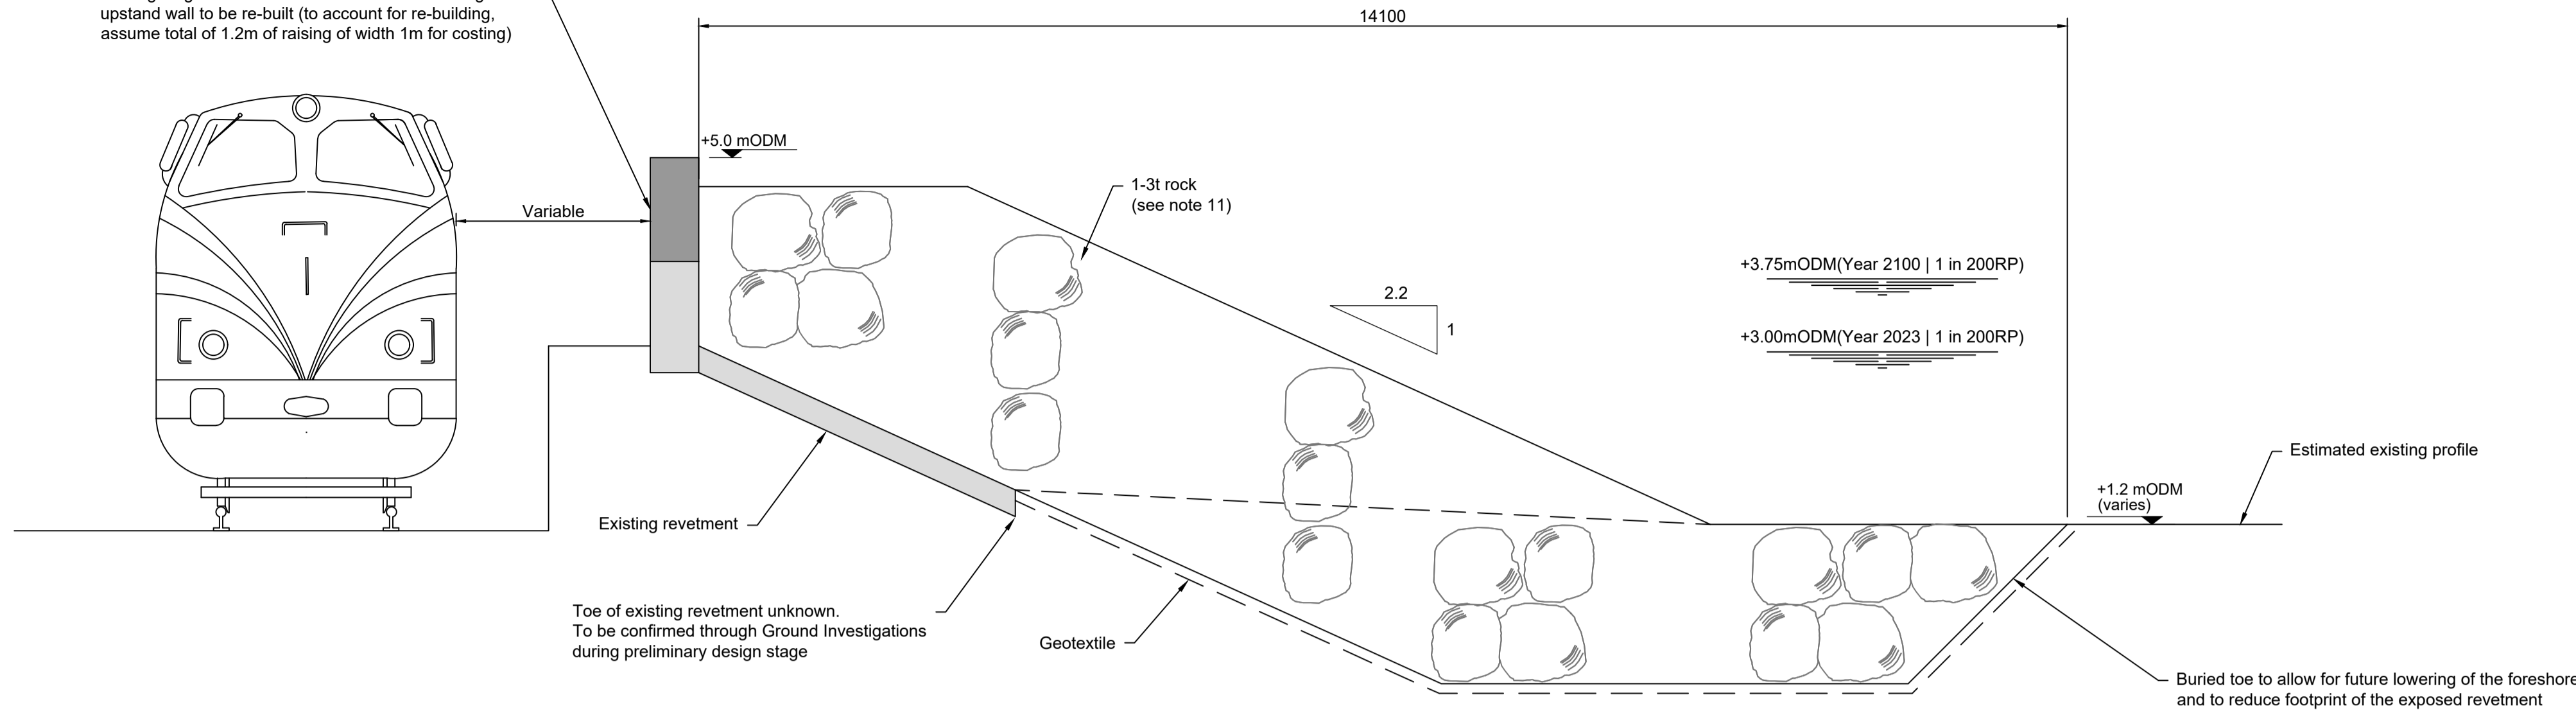 upstand wall to be re-built (to account for re-building,
assume total of 1.2m of raising of width 1m for costing)
14100
+5.0 mODM
1-3t rock
(see note 11)
Variable
+3.75mODM(Year 2100 | 1 in 200RP)
2.2
1
+3.00mODM(Year 2023 | 1 in 200RP)
Estimated existing profile
+1.2 mODM
(varies)
Existing revetment
Toe of existing revetment unknown.
To be confirmed through Ground Investigations
during preliminary design stage
Geotextile
Buried toe to allow for future lowering of the foreshore
and to reduce footprint of the exposed revetment